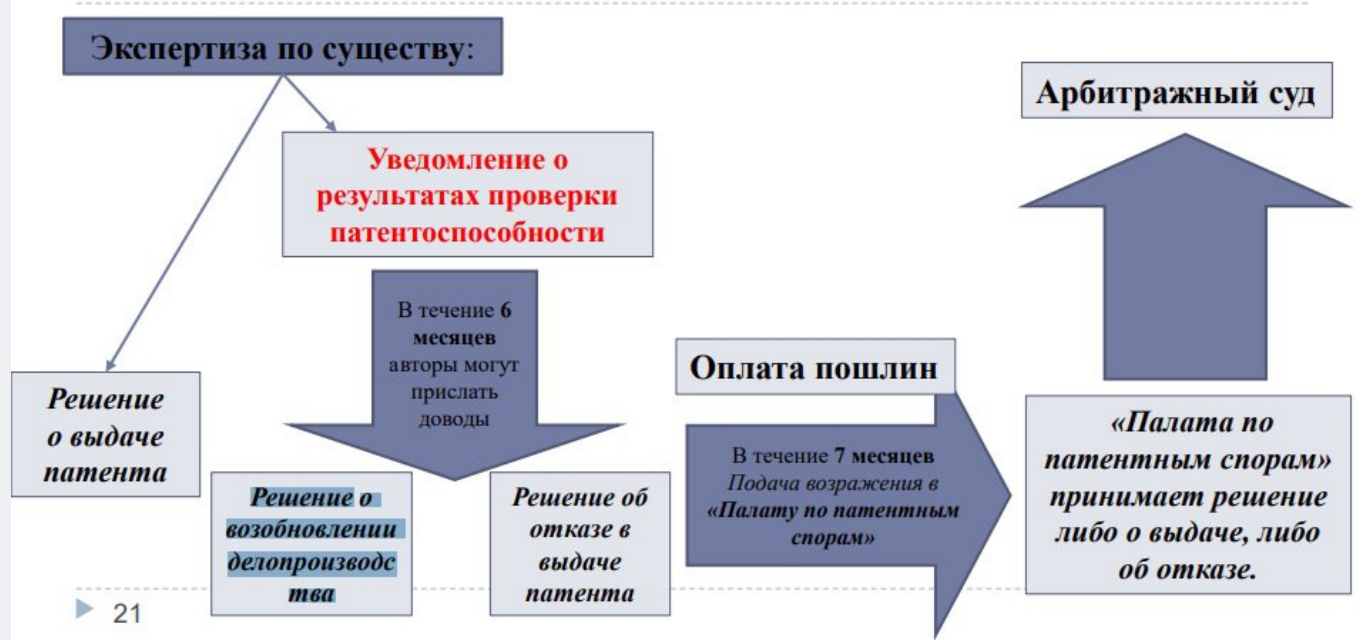 Экспертиза по существу:
Уведомление о
результатах проверки
патентоспособности
В течение 6
месяцев
авторы могут
прислать
доводы
Решение
о выдаче
патента
Решение о
возобновлении
делопроизводс
тва
Решение об
отказе в
выдаче
патента
Оплата пошлин
В течение 7 месяцев
Подача возражения в
«Палату по патентным
спорам»
Арбитражный суд
«Палата по
патентным спорам»
принимает решение
либо о выдаче, либо
об отказе.
21